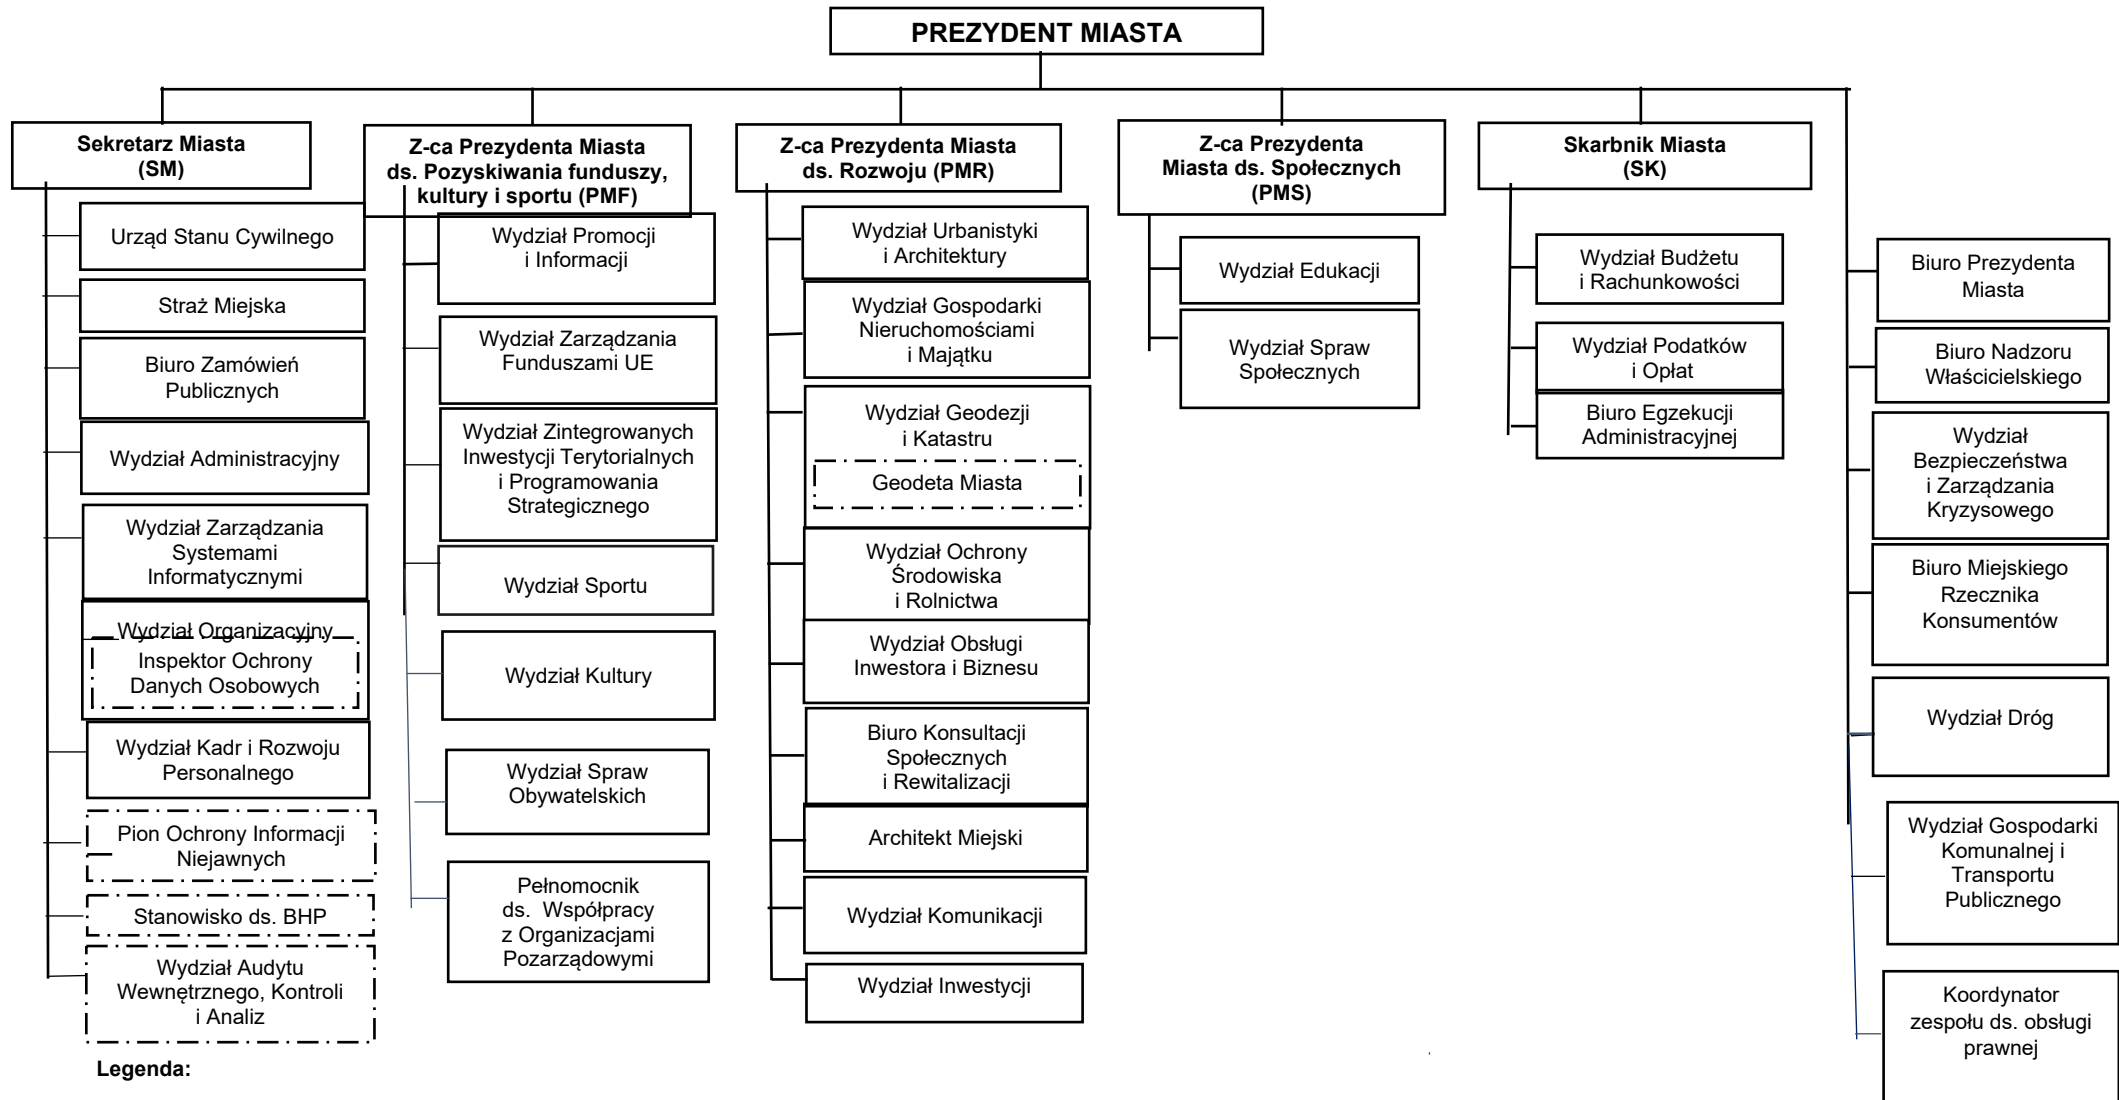 PREZYDENT MIASTA
Sekretarz Miasta
(SM)
Urząd Stanu Cywilnego
Straż Miejska
Biuro Zamówień
Publicznych
Wydział Administracyjny
Wydział Zarządzania
Systemami
Informatycznymi
Wydział Organizacyjny
Inspektor Ochrony
Danych Osobowych
Wydział Kadr i Rozwoju
Personalnego
Pion Ochrony Informacji
Niejawnych
Stanowisko ds. BHP
Wydział Audytu
Wewnętrznego, Kontroli
i Analiz
Z-ca Prezydenta Miasta
ds. Pozyskiwania funduszy,
kultury i sportu (PMF)
Wydział Promocji
i Informacji
Wydział Zarządzania
Funduszami UE
Wydział Zintegrowanych
Inwestycji Terytorialnych
i Programowania
Strategicznego
Wydział Sportu
Wydział Kultury
Wydział Spraw
Obywatelskich
Pełnomocnik
ds. Współpracy
z Organizacjami
Pozarządowymi
Z-ca Prezydenta Miasta
ds. Rozwoju (PMR)
Wydział Urbanistyki
i Architektury
Wydział Gospodarki
Nieruchomościami
i Majątku
Wydział Geodezji
i Katastru
Geodeta Miasta
Wydział Ochrony
Środowiska
i Rolnictwa
Wydział Obsługi
Inwestora i Biznesu
Biuro Konsultacji
Społecznych
i Rewitalizacji
Architekt Miejski
Wydział Komunikacji
Wydział Inwestycji
Z-ca Prezydenta
Miasta ds. Społecznych
(PMS)
Wydział Edukacji
Wydział Spraw
Społecznych
Skarbnik Miasta
(SK)
Wydział Budżetu
i Rachunkowości
Wydział Podatków
i Opłat
Biuro Egzekucji
Administracyjnej
Biuro Prezydenta
Miasta
Biuro Nadzoru
Właścicielskiego
Wydział
Bezpieczeństwa
i Zarządzania
Kryzysowego
Biuro Miejskiego
Rzecznika
Konsumentów
Wydział Dróg
Wydział Gospodarki
Komunalnej i
Transportu
Publicznego
Koordynator
zespołu ds. obsługi
prawnej
Legenda: